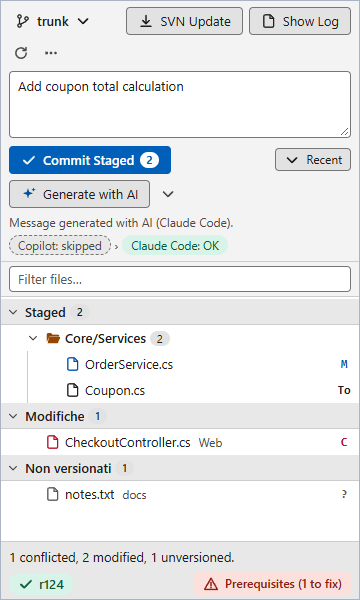 trunk SVN Update Show Log
Add coupon total calculation
Commit Staged 2 Recent
Generate with AI
Message generated with AI (Claude Code).
Copilot: skipped › Claude Code: OK
Filter files...
Staged 2
Core/Services 2
OrderService.cs M
Coupon.cs To
Modifiche 1
CheckoutController.cs Web C
Non versionati 1
notes.txt docs ?
1 conflicted, 2 modified, 1 unversioned.
r124 Prerequisites (1 to fix)